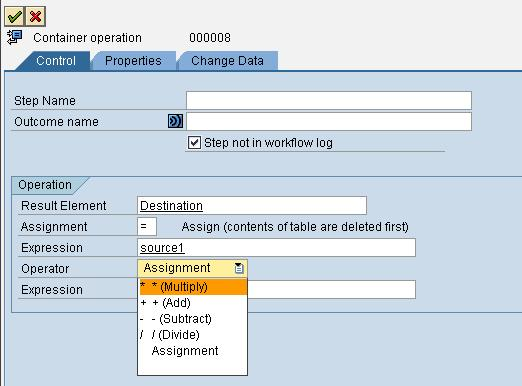 Container operation 000008
Control Properties Change Data
Step Name
Outcome name
Step not in workflow log
Operation
Result Element Destination
Assignment = Assign (contents of table are deleted first)
Expression source1
Operator Assignment
Expression * * (Multiply)
+ + (Add)
- - (Subtract)
/ / (Divide)
Assignment